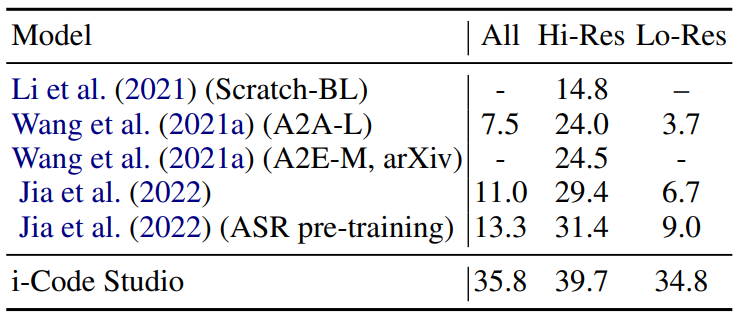 Model All Hi-Res Lo-Res
Li et al. (2021) (Scratch-BL) - 14.8 –
Wang et al. (2021a) (A2A-L) 7.5 24.0 3.7
Wang et al. (2021a) (A2E-M, arXiv) - 24.5 -
Jia et al. (2022) 11.0 29.4 6.7
Jia et al. (2022) (ASR pre-training) 13.3 31.4 9.0
i-Code Studio 35.8 39.7 34.8